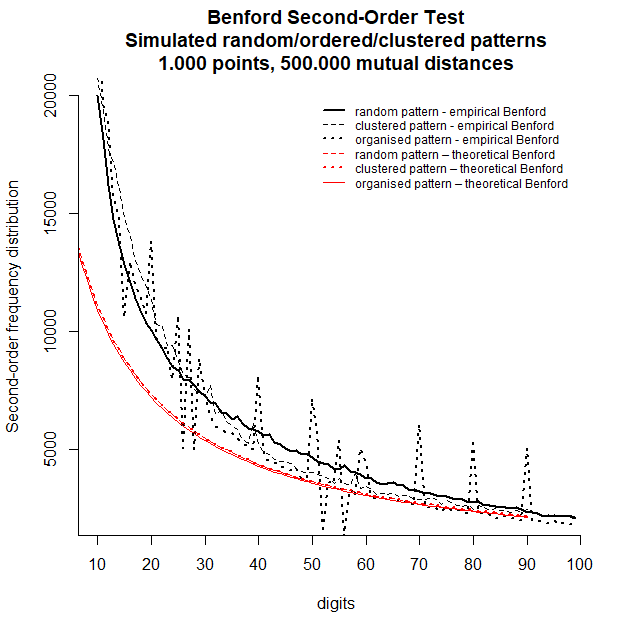 Benford Second-Order Test
Simulated random/ordered/clustered patterns
1.000 points, 500.000 mutual distances
random pattern - empirical Benford
clustered pattern - empirical Benford
organised pattern - empirical Benford
random pattern – theoretical Benford
clustered pattern – theoretical Benford
organised pattern – theoretical Benford
Second-order frequency distribution
20000
15000
10000
5000
10 20 30 40 50 60 70 80 90 100
digits